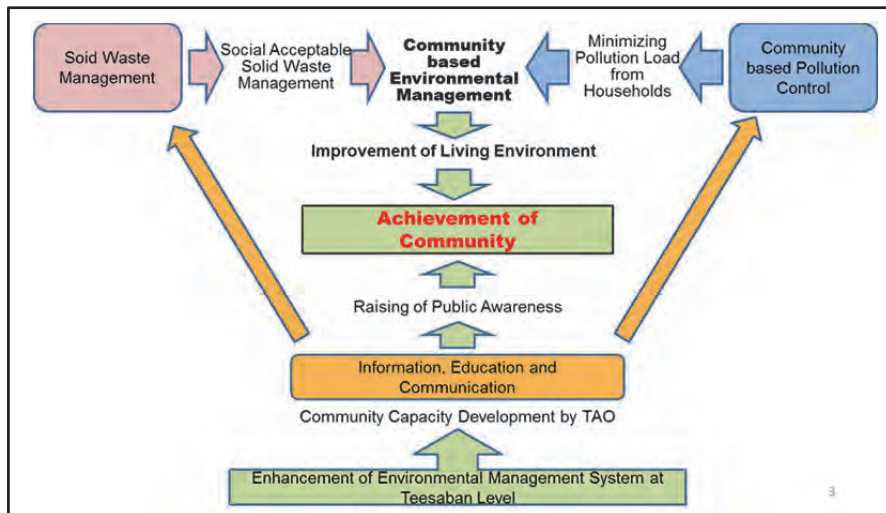 Soid Waste
Management
Social Acceptable
Solid Waste
Management
Community
based
Environmental
Management
Minimizing
Pollution Load
from
Households
Community
based Pollution
Control
Improvement of Living Environment
Achievement of
Community
Raising of Public Awareness
Information, Education and
Communication
Community Capacity Development by TAO
Enhancement of Environmental Management System at
Teesaban Level
3